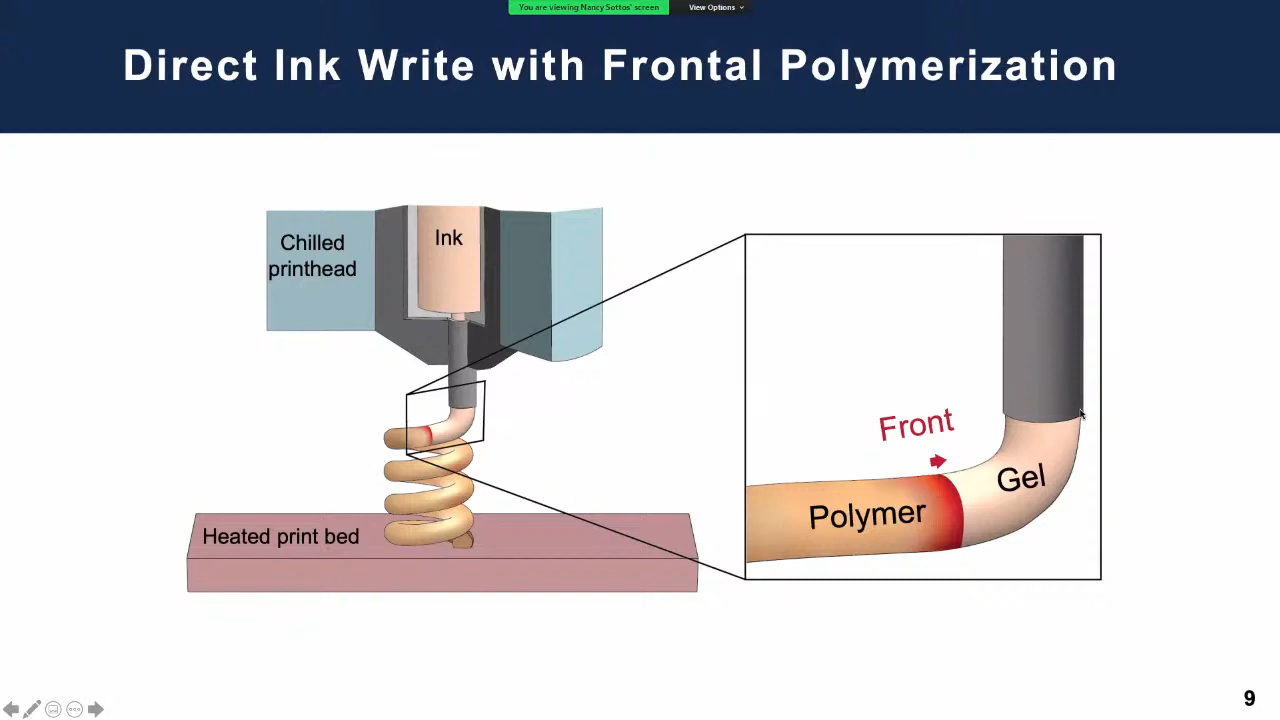 You are viewing Nancy Sottos' screen
View Options
Direct Ink Write with Frontal Polymerization
Chilled
printhead
Ink
Front
Gel
Polymer
Heated print bed
9